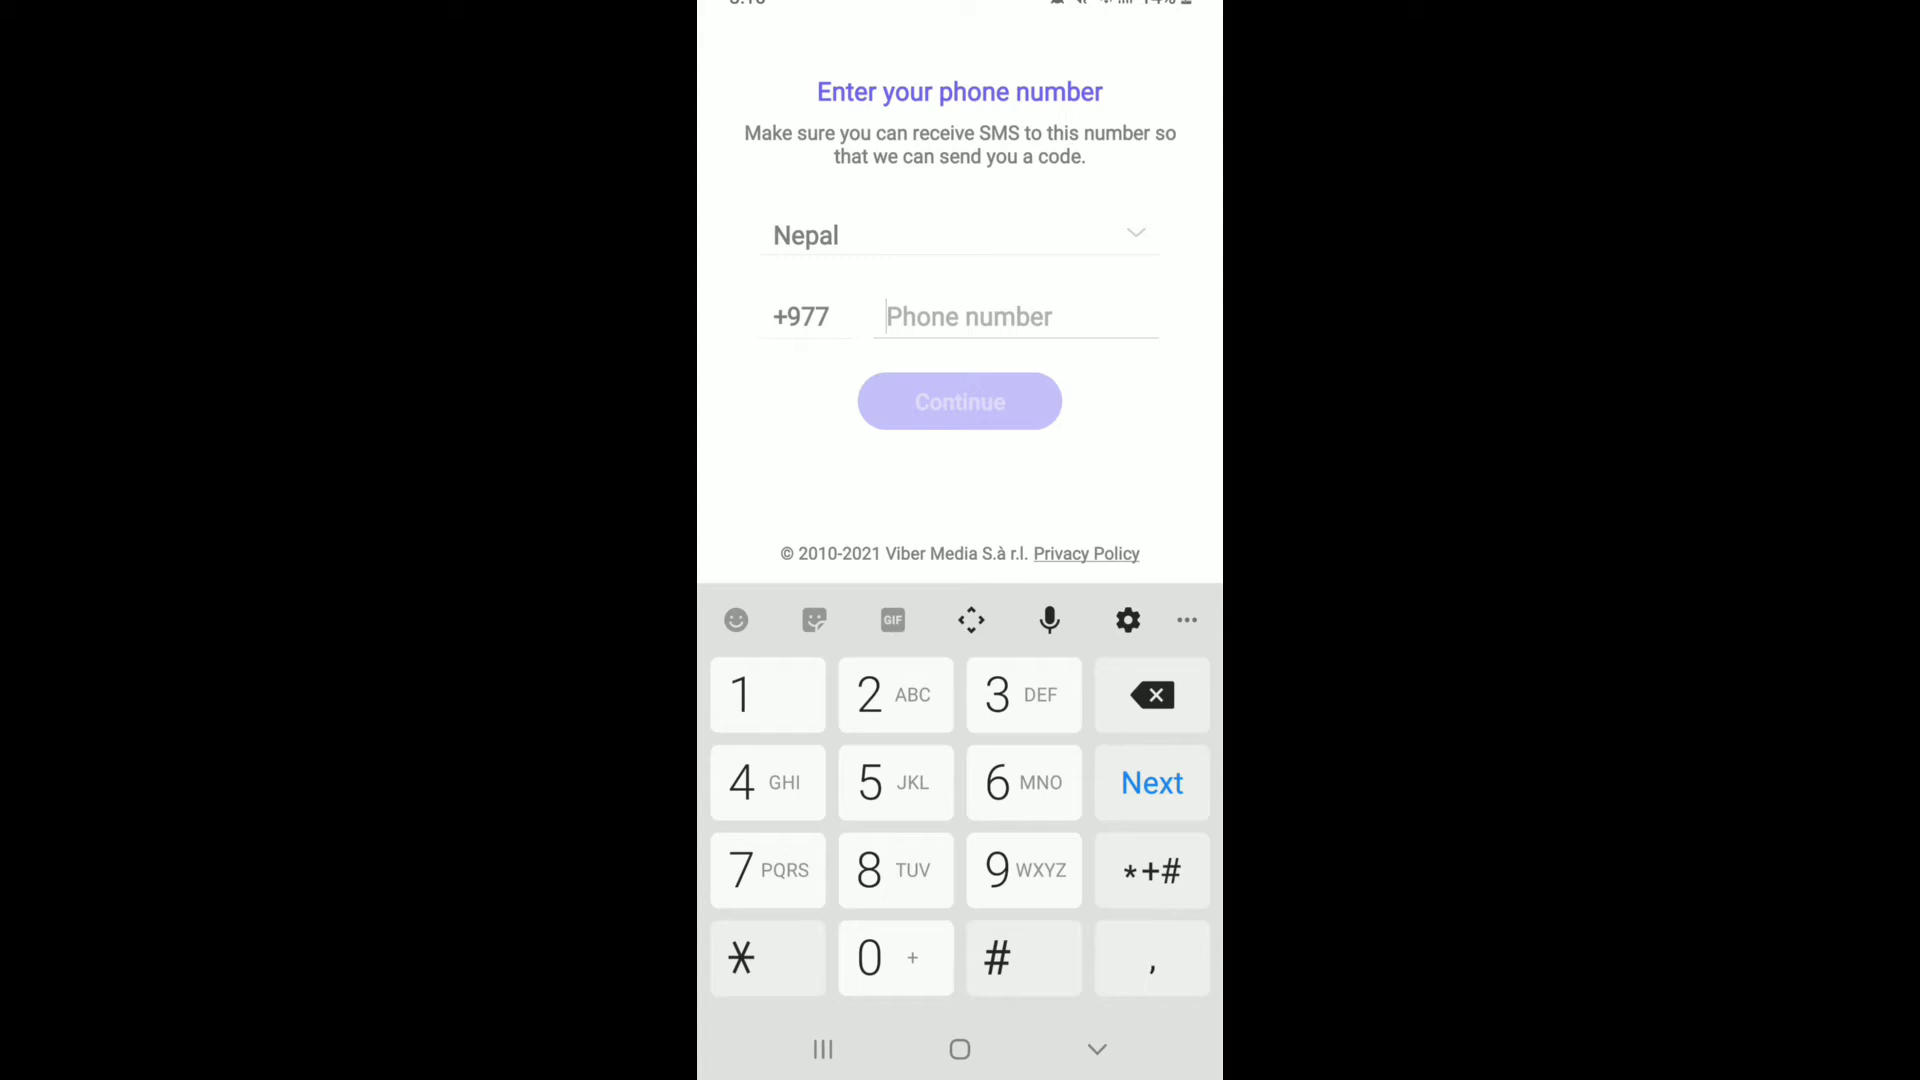 Enter your phone number
Make sure you can receive SMS to this number so
that we can send you a code.
Nepal
+977 Phone number
Continue
© 2010-2021 Viber Media S.à r.l. Privacy Policy
GIF
1 2 ABC 3 DEF
4 GHI 5 JKL 6 MNO Next
7 PQRS 8 TUV 9 WXYZ *+#
* 0 + # ,